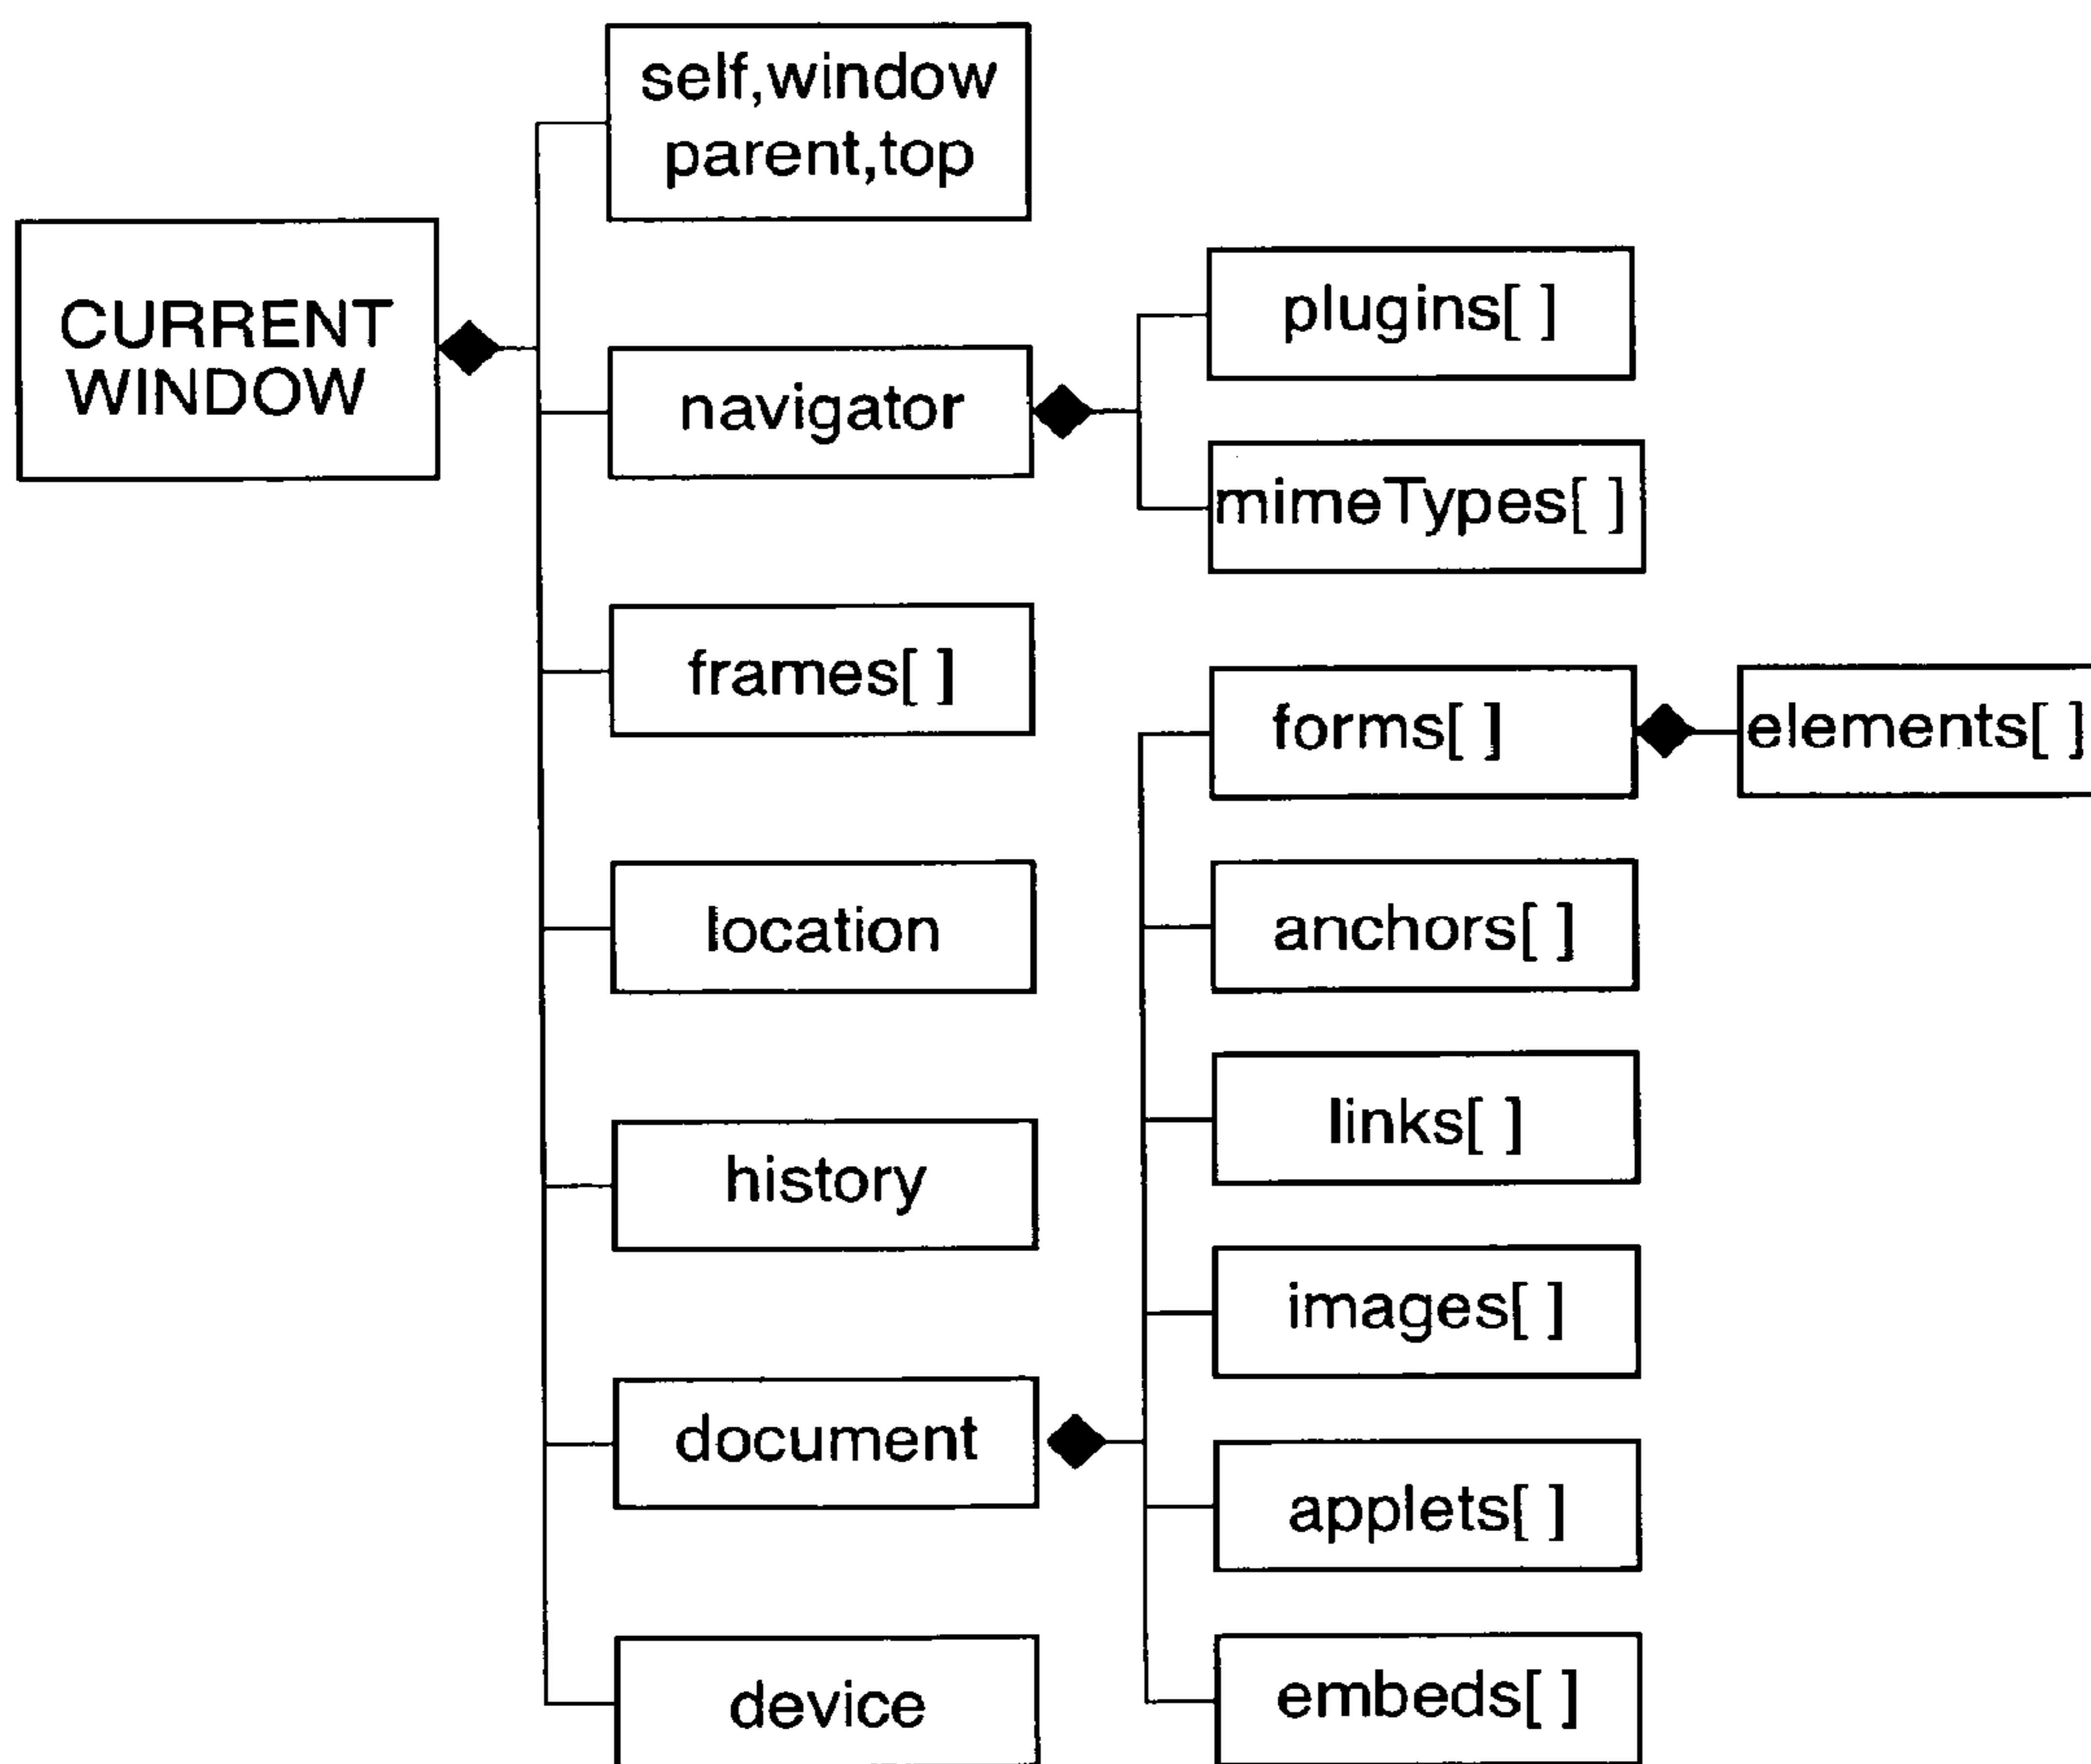 self,window
parent,top
CURRENT
WINDOW
navigator
plugins[ ]
mimeTypes[ ]
frames[ ]
forms[ ]
elements[ ]
location
anchors[ ]
links[ ]
history
images[ ]
document
applets[ ]
device
embeds[ ]